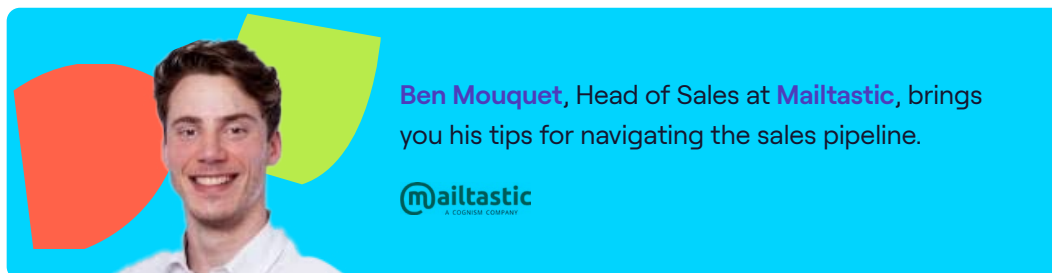 Ben Mouquet, Head of Sales at Mailtastic, brings
you his tips for navigating the sales pipeline.
mailtastic
A COGNISM COMPANY